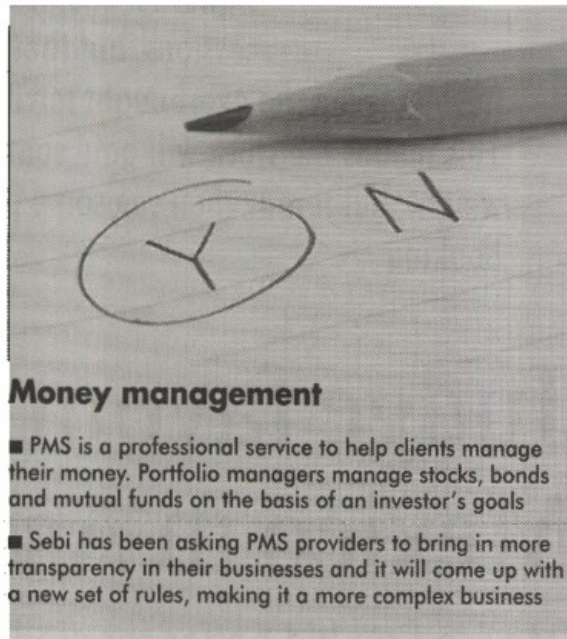 Y N
Money management
■ PMS is a professional service to help clients manage
their money. Portfolio managers manage stocks, bonds
and mutual funds on the basis of an investor's goals
■ Sebi has been asking PMS providers to bring in more
transparency in their businesses and it will come up with
a new set of rules, making it a more complex business